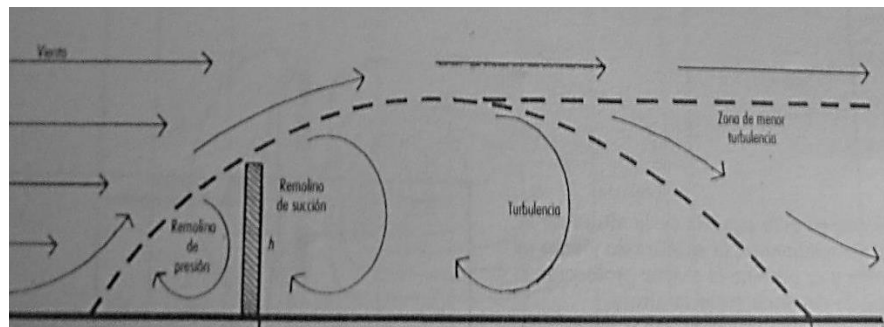 Viento
Zona de menor
turbulencia
Remolino
de succión
Turbulencia
Remolino
de
presión
h